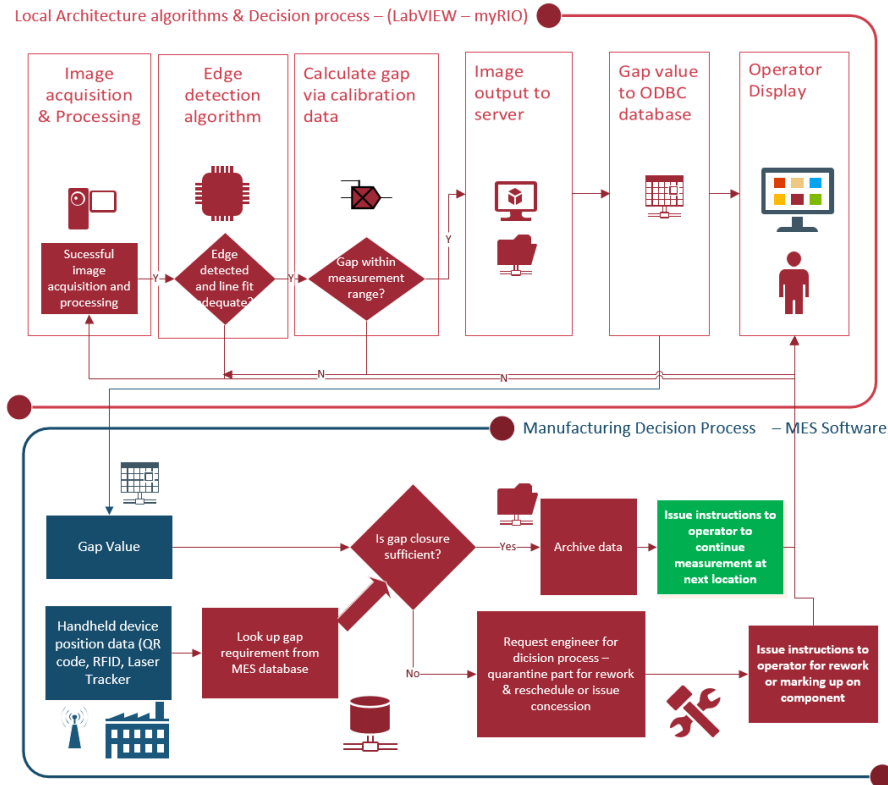 Local Architecture algorithms & Decision process – (LabVIEW – myRIO)
Image
acquisition
& Processing
Edge
detection
algorithm
Calculate gap
via calibration
data
Image
output to
server
Gap value
to ODBC
database
Operator
Display
Sucessful
image
acquisition and
processing
Y
Edge
detected
and line fit
adequate?
Y
Gap within
measurement
range?
Y
N
N
Manufacturing Decision Process – MES Software
Gap Value
Is gap closure
sufficient?
Yes
Archive data
Issue instructions to
operator to
continue
measurement at
next location
Handheld device
position data (QR
code, RFID, Laser
Tracker
Look up gap
requirement from
MES database
No
Request engineer for
dicision process –
quarantine part for rework
& reschedule or issue
concession
Issue instructions to
operator for rework
or marking up on
component